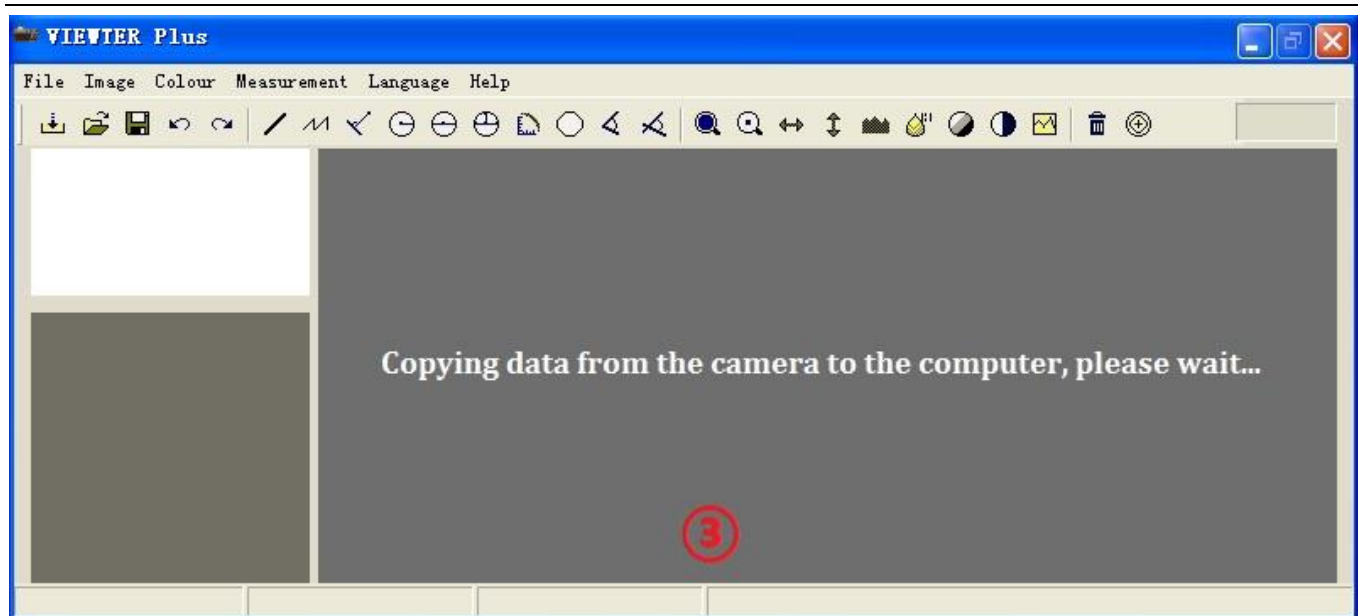 VIEWTER Plus
File Image Colour Measurement Language Help
Copying data from the camera to the computer, please wait...
③